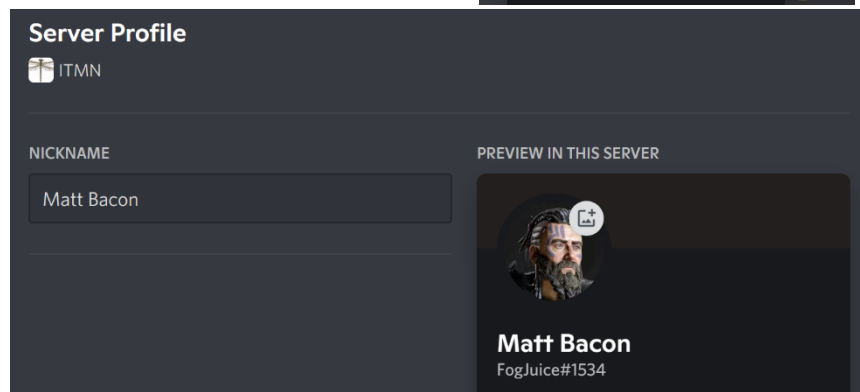 Server Profile
ITMN
NICKNAME
Matt Bacon
PREVIEW IN THIS SERVER
Matt Bacon
FogJuice#1534